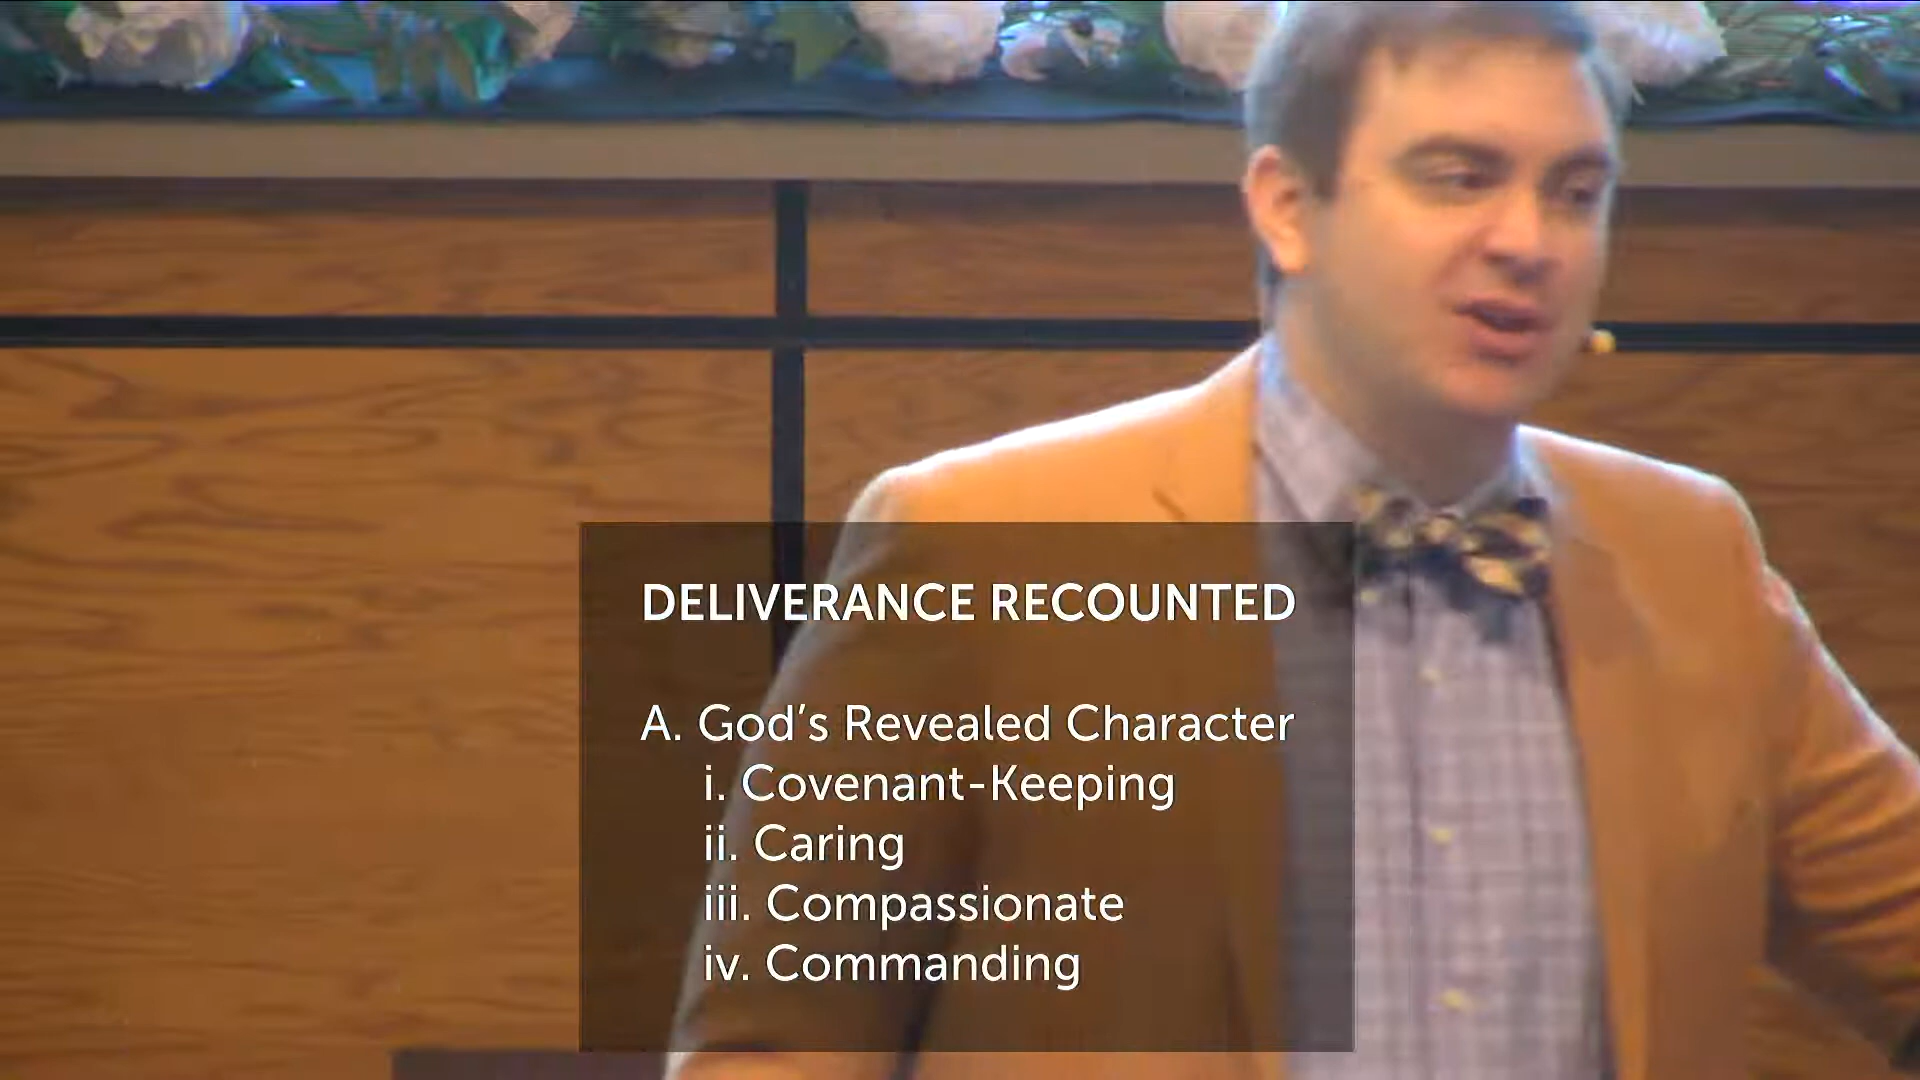 DELIVERANCE RECOUNTED
A. God's Revealed Character
i. Covenant-Keeping
ii. Caring
iii. Compassionate
iv. Commanding